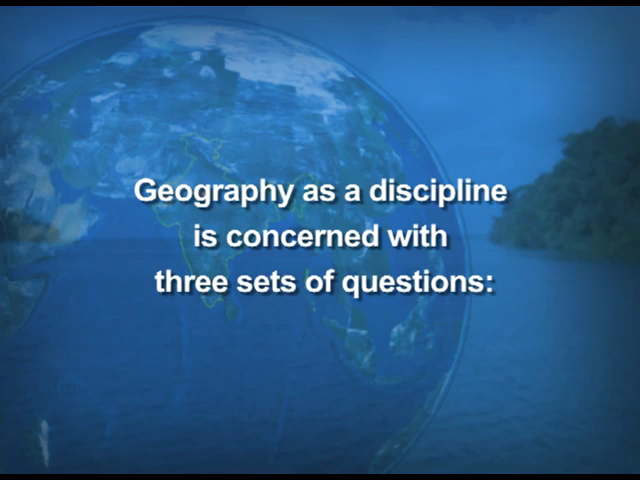 Geography as a discipline
is concerned with
three sets of questions: